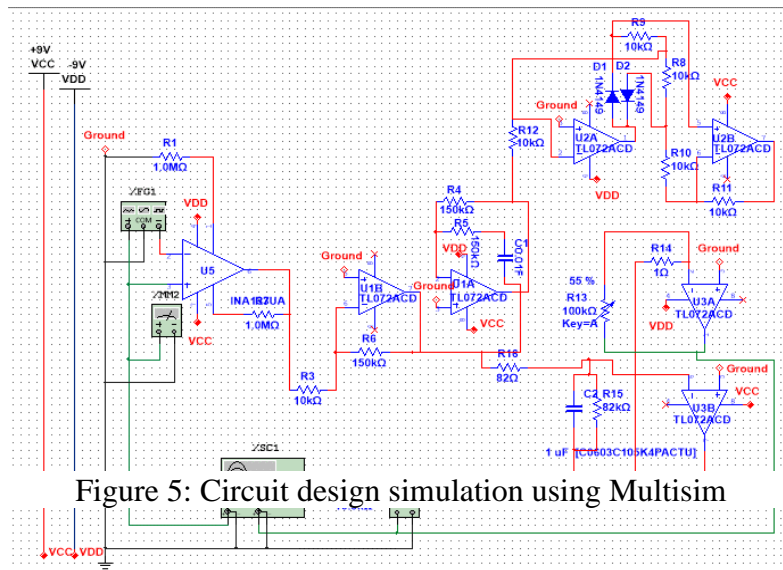 +9V
VCC
-9V
VDD
Ground
R1
1.0MΩ
XFG1
COM
VDD
U5
XMM2
VCC
1.0MΩ
R3
10kΩ
Ground
U1B
TL072ACD
R6
150kΩ
R4
150kΩ
R5
150kΩ
C1
VDD
Ground
U1A
TL072ACD
VCC
R12
10kΩ
R9
10kΩ
D1
D2
1N4149
1N4149
R8
10kΩ
Ground
U2A
TL072ACD
VDD
VCC
U2B
TL072ACD
R10
10kΩ
R11
10kΩ
R14
1Ω
Ground
55 %
R13
100kΩ
Key=A
U3A
TL072ACD
VDD
82Ω
Ground
C2
R15
82kΩ
VCC
U3B
TL072ACD
1 uF [C0603C105K4PACTU]
XSC1
Figure 5: Circuit design simulation using Multisim
VCC
VDD